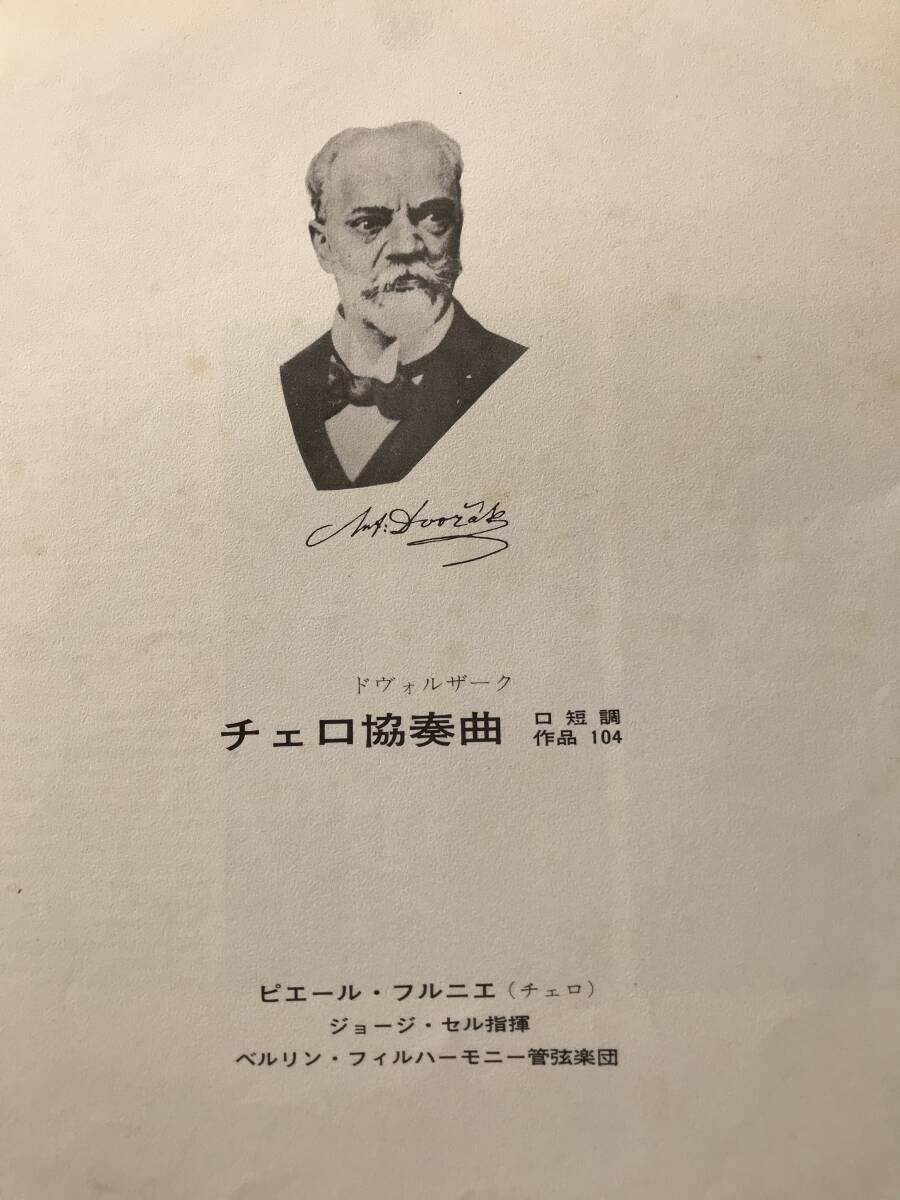 Ant. Dvořák
ドヴォルザーク
チェロ協奏曲 ロ短調
作品 104
ピエール・フルニエ（チェロ）
ジョージ・セル指揮
ベルリン・フィルハーモニー管弦楽団